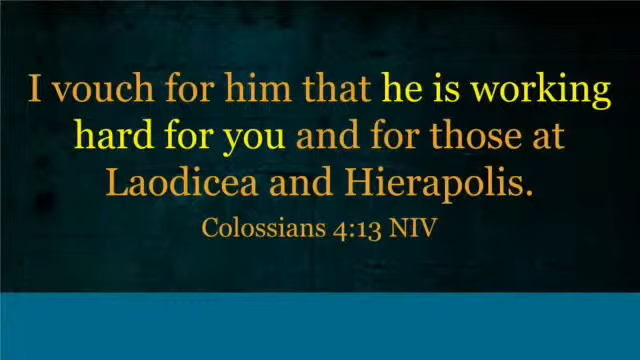 I vouch for him that he is working
hard for you and for those at
Laodicea and Hierapolis.
Colossians 4:13 NIV